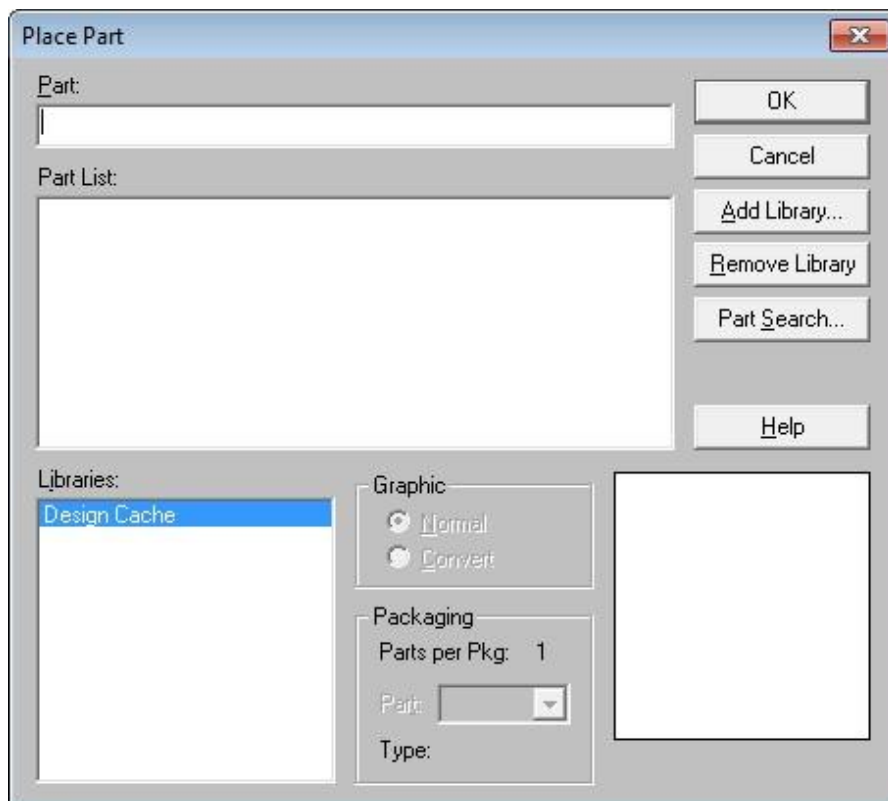 Place Part
Part:
OK
Cancel
Part List:
Add Library...
Remove Library
Part Search...
Help
Libraries:
Design Cache
Graphic
Normal
Convert
Packaging
Parts per Pkg: 1
Part:
Type: